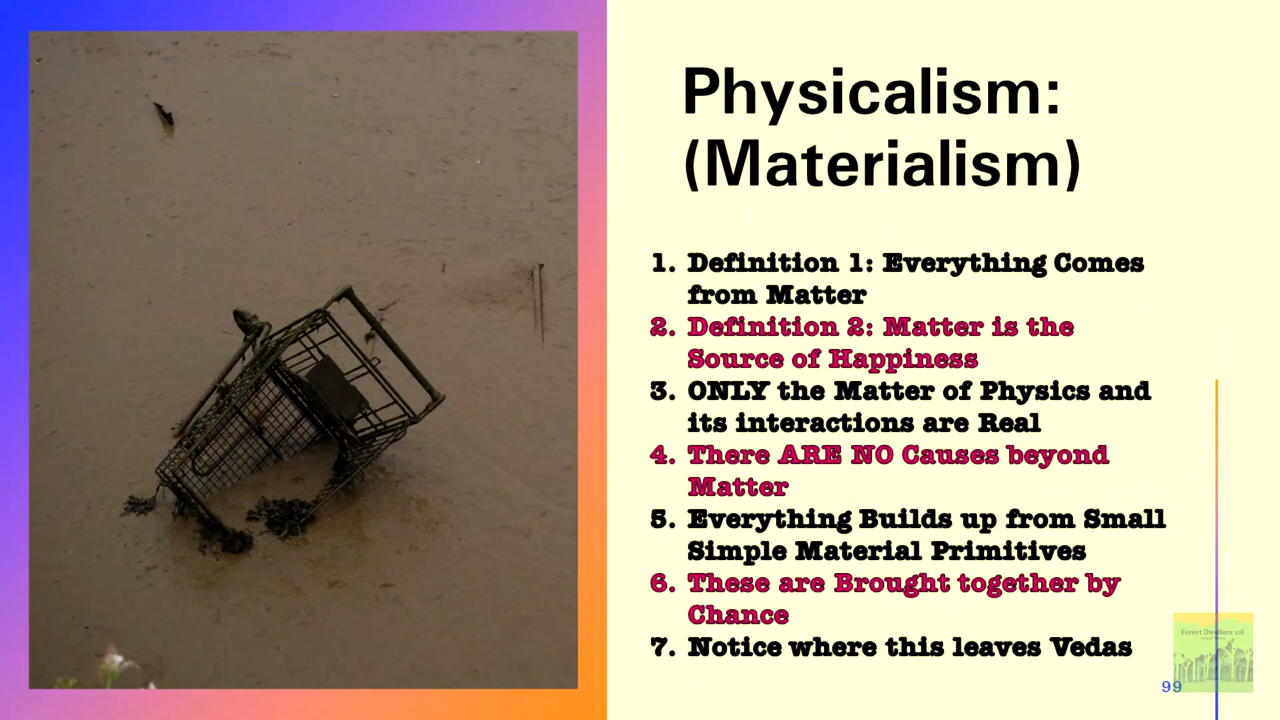 Physicalism:
(Materialism)
1. Definition 1: Everything Comes
from Matter
2. Definition 2: Matter is the
Source of Happiness
3. ONLY the Matter of Physics and
its interactions are Real
4. There ARE NO Causes beyond
Matter
5. Everything Builds up from Small
Simple Material Primitives
6. These are Brought together by
Chance
7. Notice where this leaves Vedas
Forest Dwellers 108
99